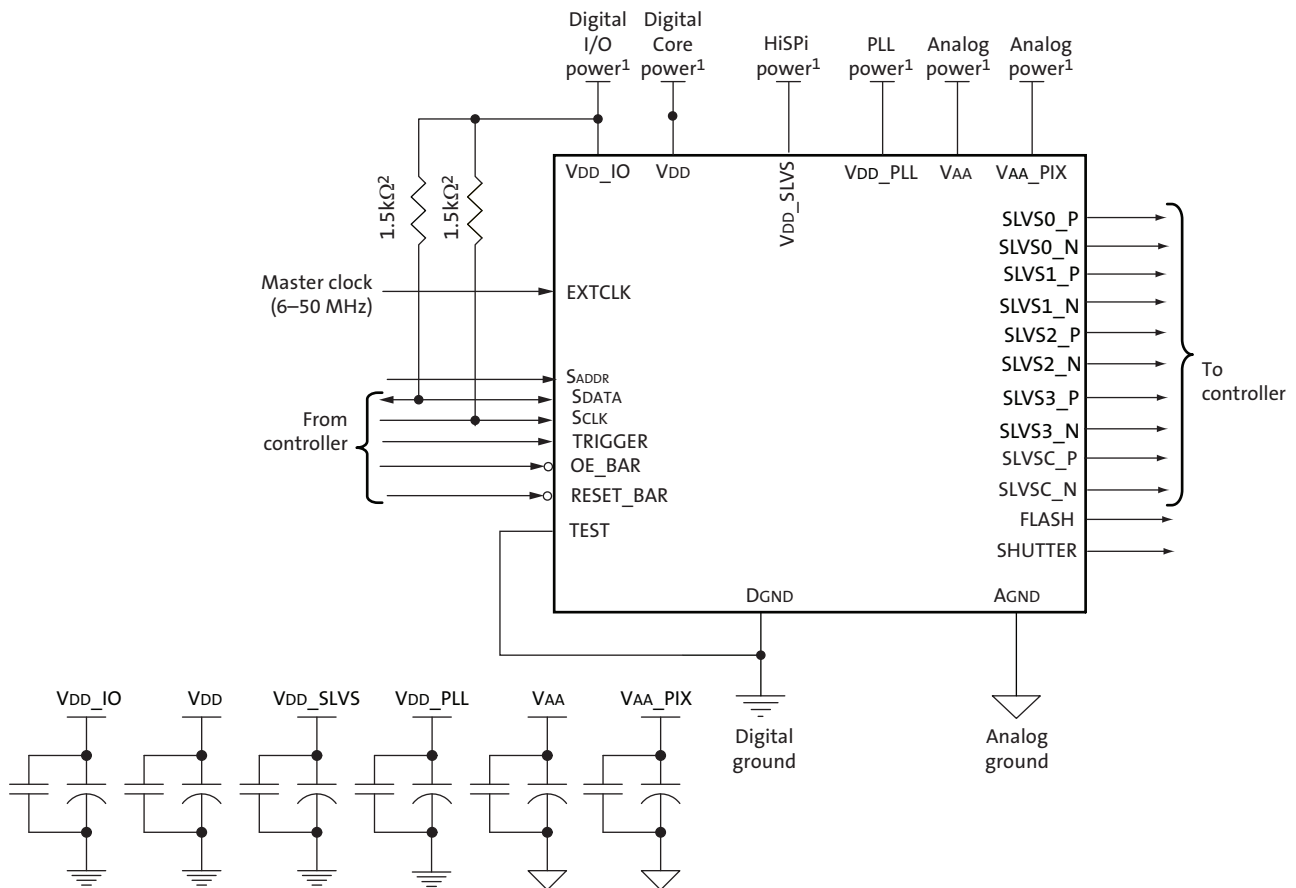 Digital
I/O
power1
Digital
Core
power1
HiSPi
power1
PLL
power1
Analog
power1
Analog
power1
VDD_IO
VDD
VDD_SLVS
VDD_PLL
VAA
VAA_PIX
1.5kΩ2
1.5kΩ2
Master clock
(6–50 MHz)
EXTCLK
SADDR
SDATA
SCLK
TRIGGER
OE_BAR
RESET_BAR
TEST
From
controller
SLVS0_P
SLVS0_N
SLVS1_P
SLVS1_N
SLVS2_P
SLVS2_N
SLVS3_P
SLVS3_N
SLVSC_P
SLVSC_N
FLASH
SHUTTER
To
controller
DGND
AGND
Digital
ground
Analog
ground
VDD_IO
VDD
VDD_SLVS
VDD_PLL
VAA
VAA_PIX